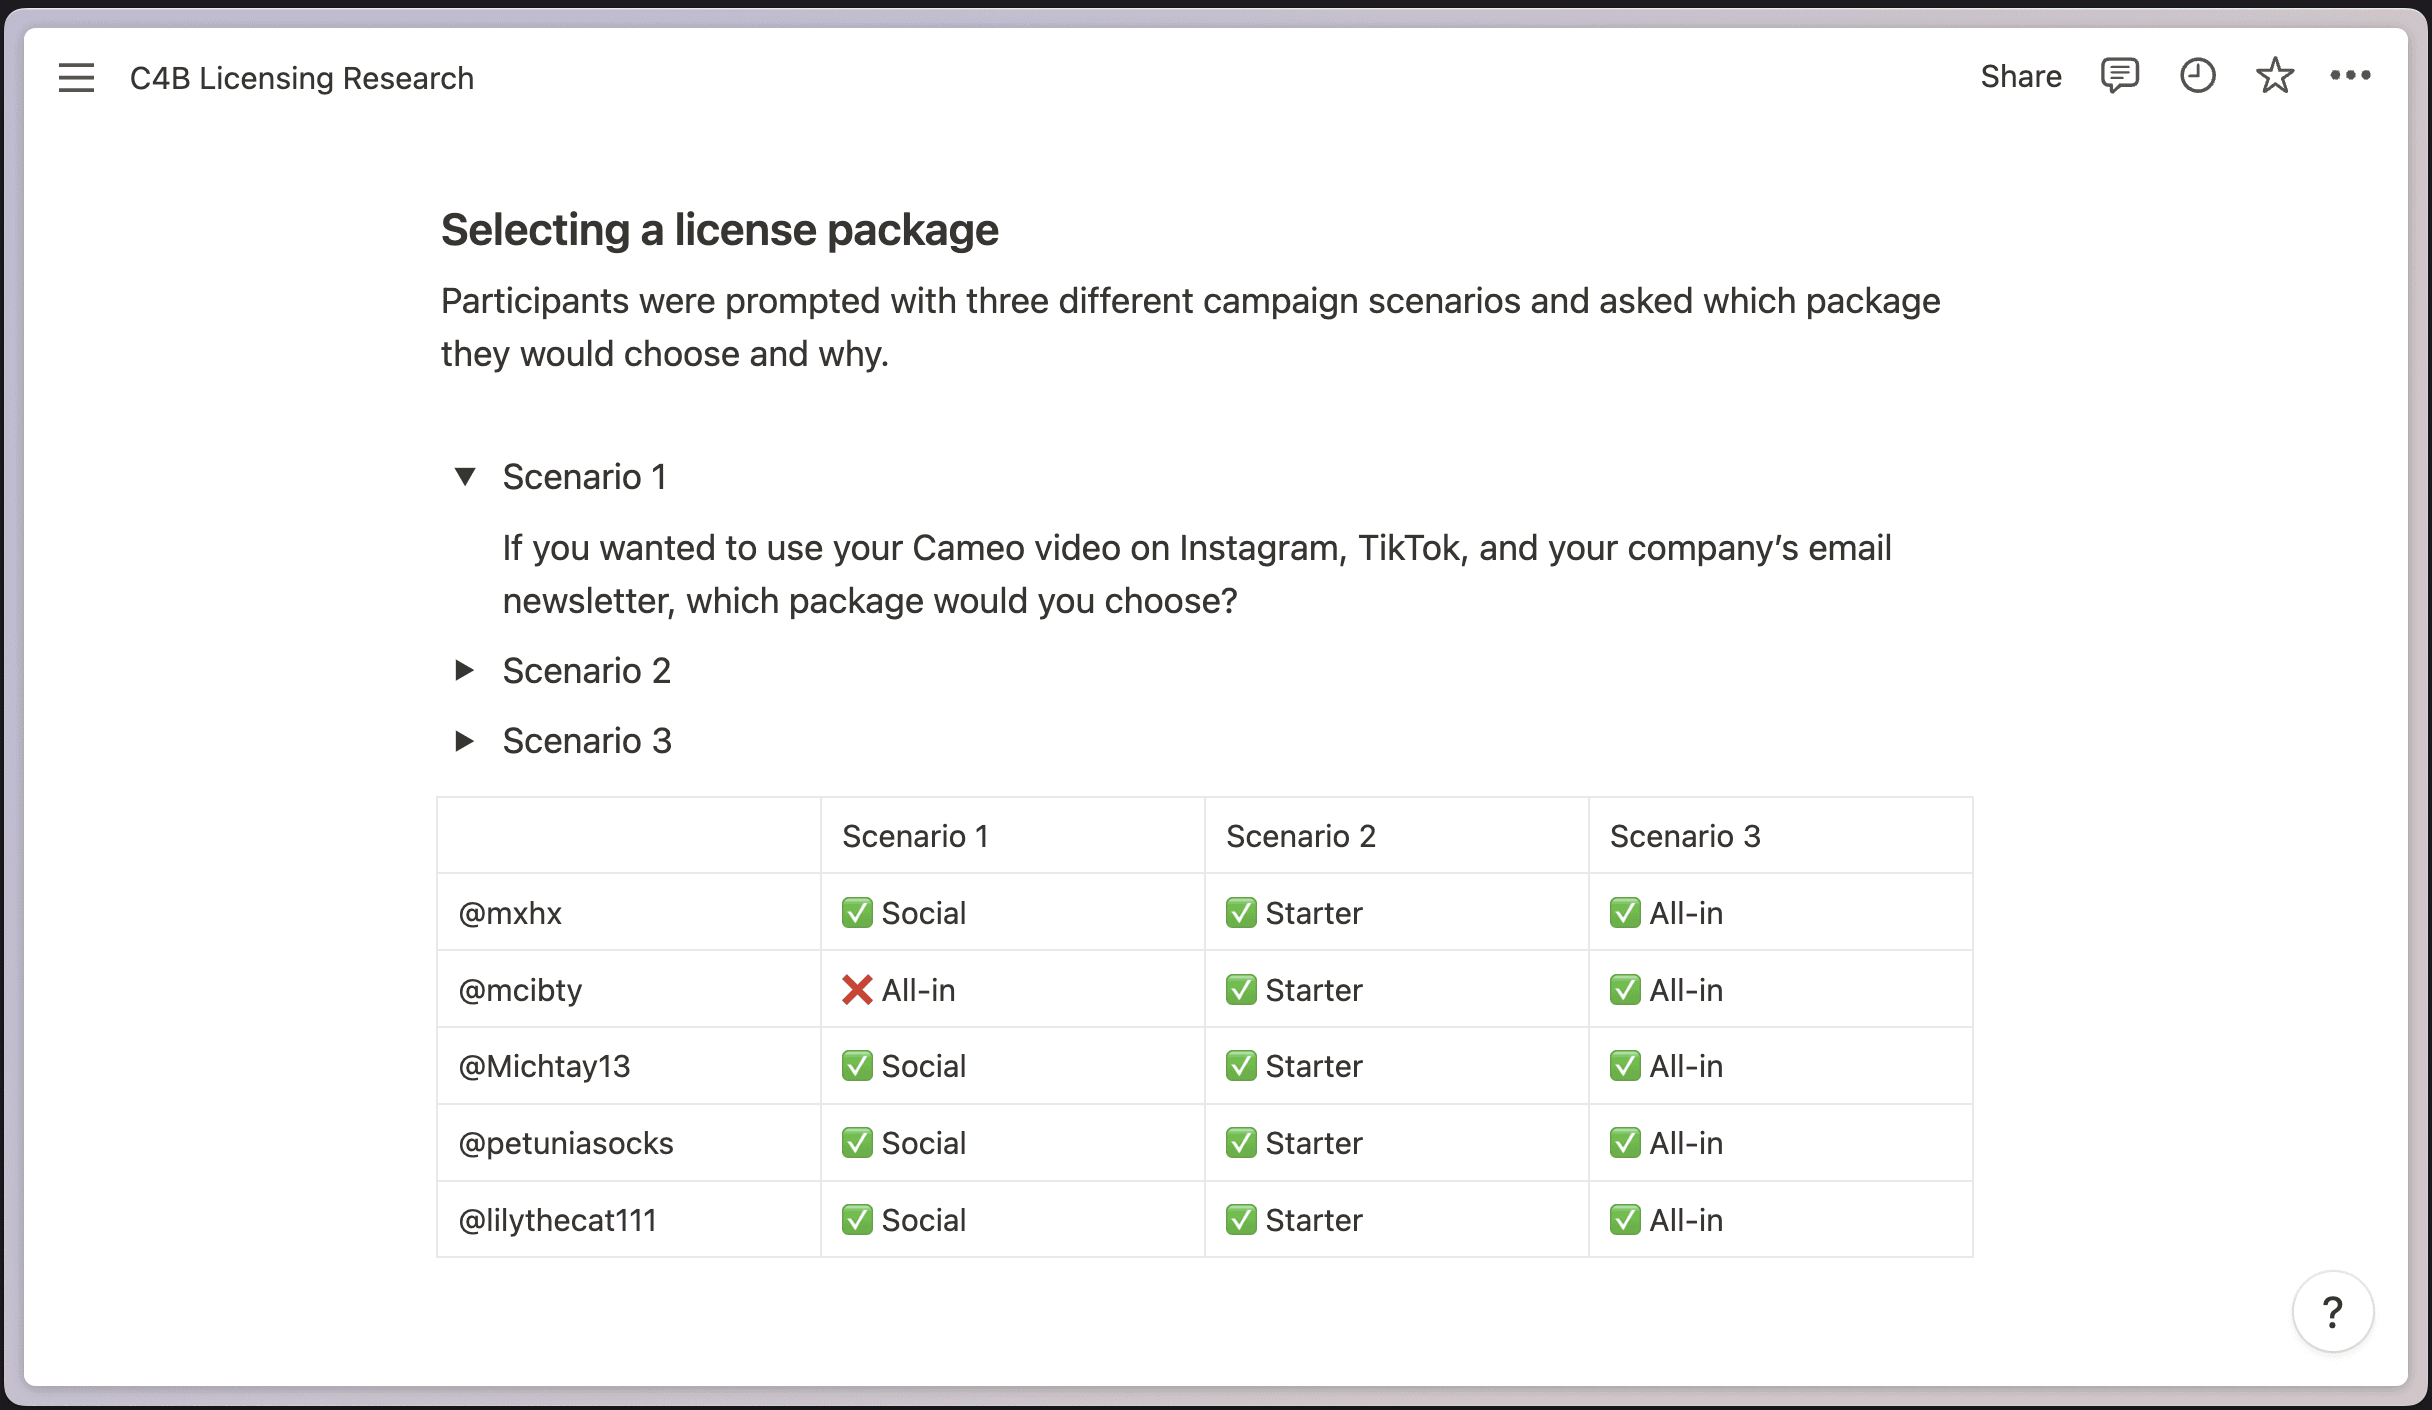 C4B Licensing Research
Share
Selecting a license package
Participants were prompted with three different campaign scenarios and asked which package
they would choose and why.
Scenario 1
If you wanted to use your Cameo video on Instagram, TikTok, and your company’s email
newsletter, which package would you choose?
Scenario 2
Scenario 3
Scenario 1 Scenario 2 Scenario 3
@mxhx ✅ Social ✅ Starter ✅ All-in
@mcibty ❌ All-in ✅ Starter ✅ All-in
@Michtay13 ✅ Social ✅ Starter ✅ All-in
@petuniasocks ✅ Social ✅ Starter ✅ All-in
@lilythecat111 ✅ Social ✅ Starter ✅ All-in
?